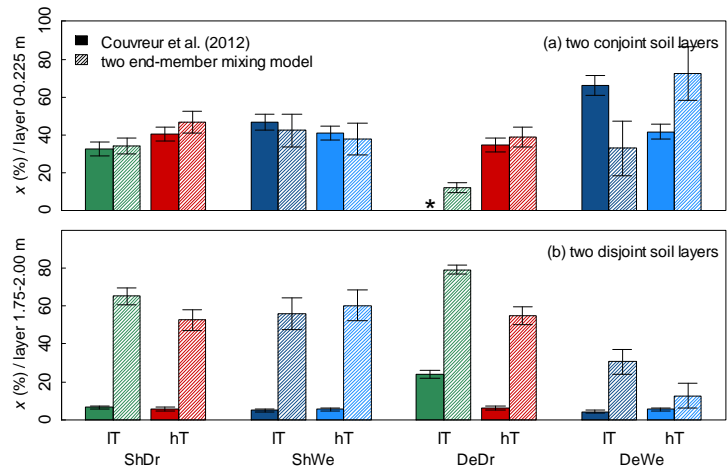 x (%) / layer 0-0.225 m
100
80
60
40
20
0
Couvreur et al. (2012)
two end-member mixing model
(a) two conjoint soil layers
*
x (%) / layer 1.75-2.00 m
80
60
40
20
0
(b) two disjoint soil layers
lT hT lT hT lT hT lT hT
ShDr ShWe DeDr DeWe